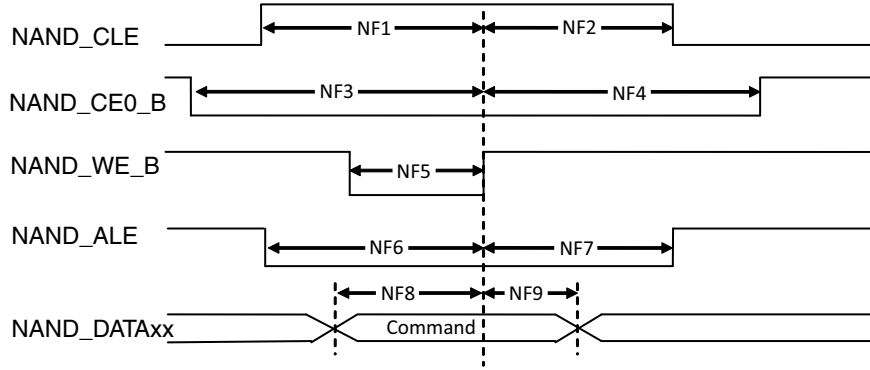 NAND_CLE NF1 NF2
NAND_CE0_B NF3 NF4
NAND_WE_B NF5
NAND_ALE NF6 NF7
NF8 NF9
NAND_DATAxx Command